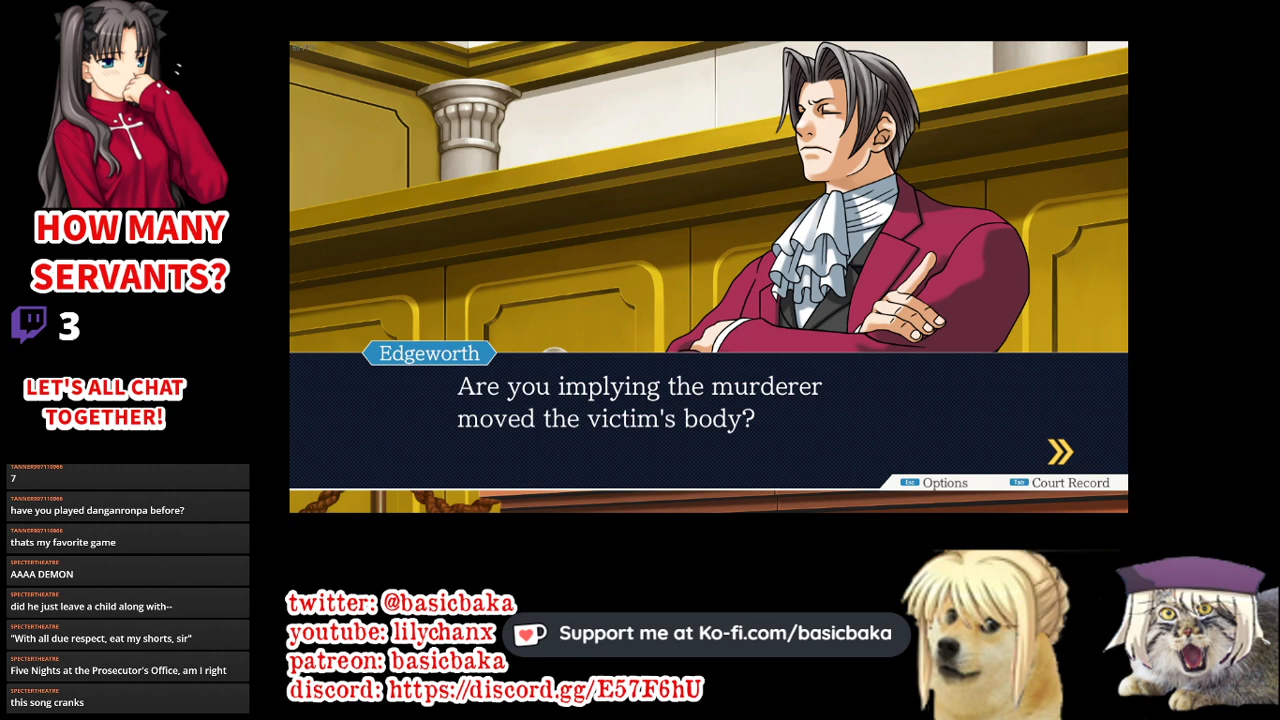 HOW MANY
SERVANTS?
3
LET'S ALL CHAT
TOGETHER!
TANNER907110966
7
TANNER907110966
have you played danganronpa before?
TANNER907110966
thats my favorite game
SPECTERTHEATRE
AAAA DEMON
SPECTERTHEATRE
did he just leave a child along with--
SPECTERTHEATRE
"With all due respect, eat my shorts, sir"
SPECTERTHEATRE
Five Nights at the Prosecutor's Office, am I right
SPECTERTHEATRE
this song cranks
Edgeworth
Are you implying the murderer
moved the victim's body?
Esc Options Tab Court Record
twitter: @basicbaka
youtube: lilychanx
patreon: basicbaka
discord: https://discord.gg/E57F6hU
Support me at Ko-fi.com/basicbaka